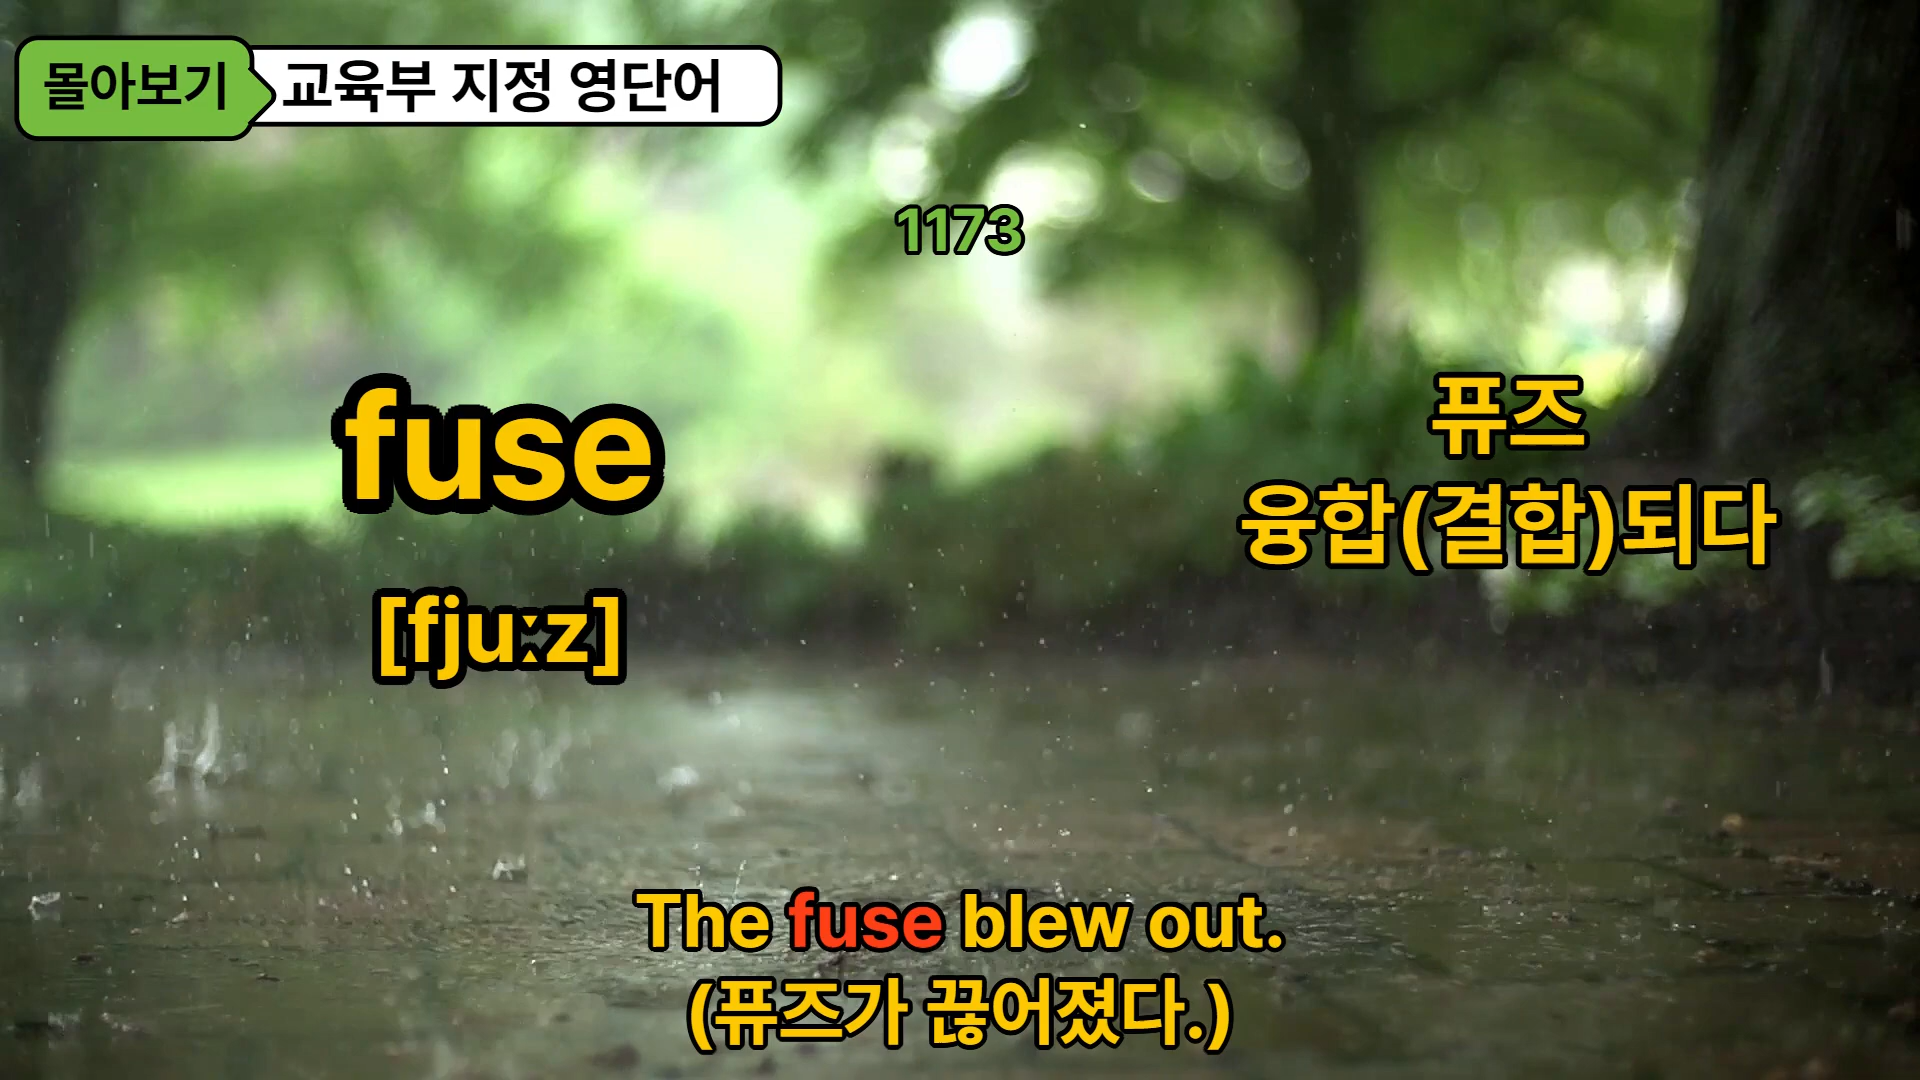 몰아보기 교육부 지정 영단어
1173
fuse
[fjuːz]
퓨즈
융합(결합)되다
The fuse blew out.
(퓨즈가 끊어졌다.)